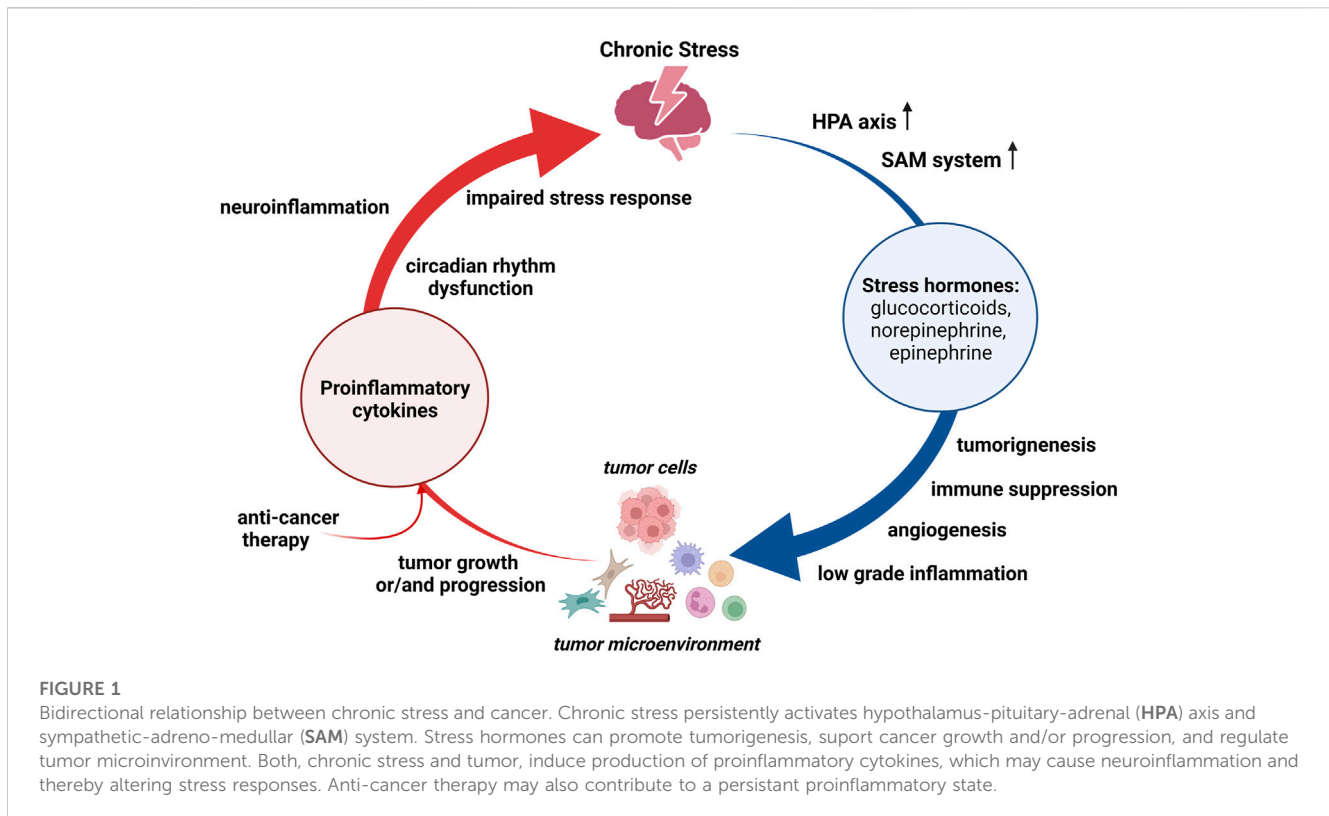 Chronic Stress
HPA axis ↑
SAM system ↑
neuroinflammation
impaired stress response
circadian rhythm
dysfunction
Stress hormones:
glucocorticoids,
norepinephrine,
epinephrine
Proinflammatory
cytokines
tumorignenesis
tumor cells
immune suppression
anti-cancer
therapy
angiogenesis
tumor growth
or/and progression
low grade inflammation
tumor microenvironment
FIGURE 1
Bidirectional relationship between chronic stress and cancer. Chronic stress persistently activates hypothalamus-pituitary-adrenal (HPA) axis and
sympathetic-adreno-medullar (SAM) system. Stress hormones can promote tumorigenesis, suport cancer growth and/or progression, and regulate
tumor microenvironment. Both, chronic stress and tumor, induce production of proinflammatory cytokines, which may cause neuroinflammation and
thereby altering stress responses. Anti-cancer therapy may also contribute to a persistant proinflammatory state.